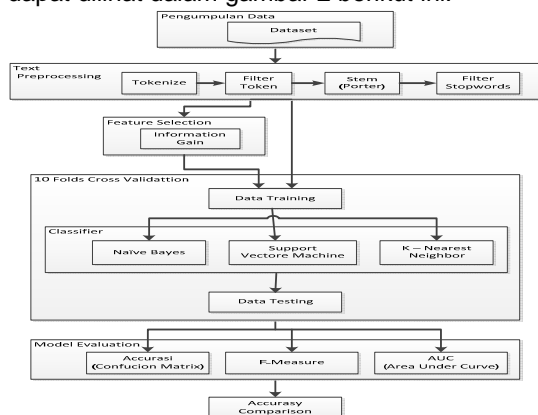 dapat dilihat dalam gambar 2 berikut ini.
Pengumpulan Data
Dataset
Text
Preprocessing
Tokenize
Filter
Token
Stem
(Porter)
Filter
Stopwords
Feature Selection
Information
Gain
10 Folds Cross Validattion
Data Training
Classifier
Naïve Bayes
Support
Vectore Machine
K – Nearest
Neighbor
Data Testing
Model Evaluation
Accurasi
(Confucion Matrix)
F-Measure
AUC
(Area Under Curve)
Accurasy
Comparison